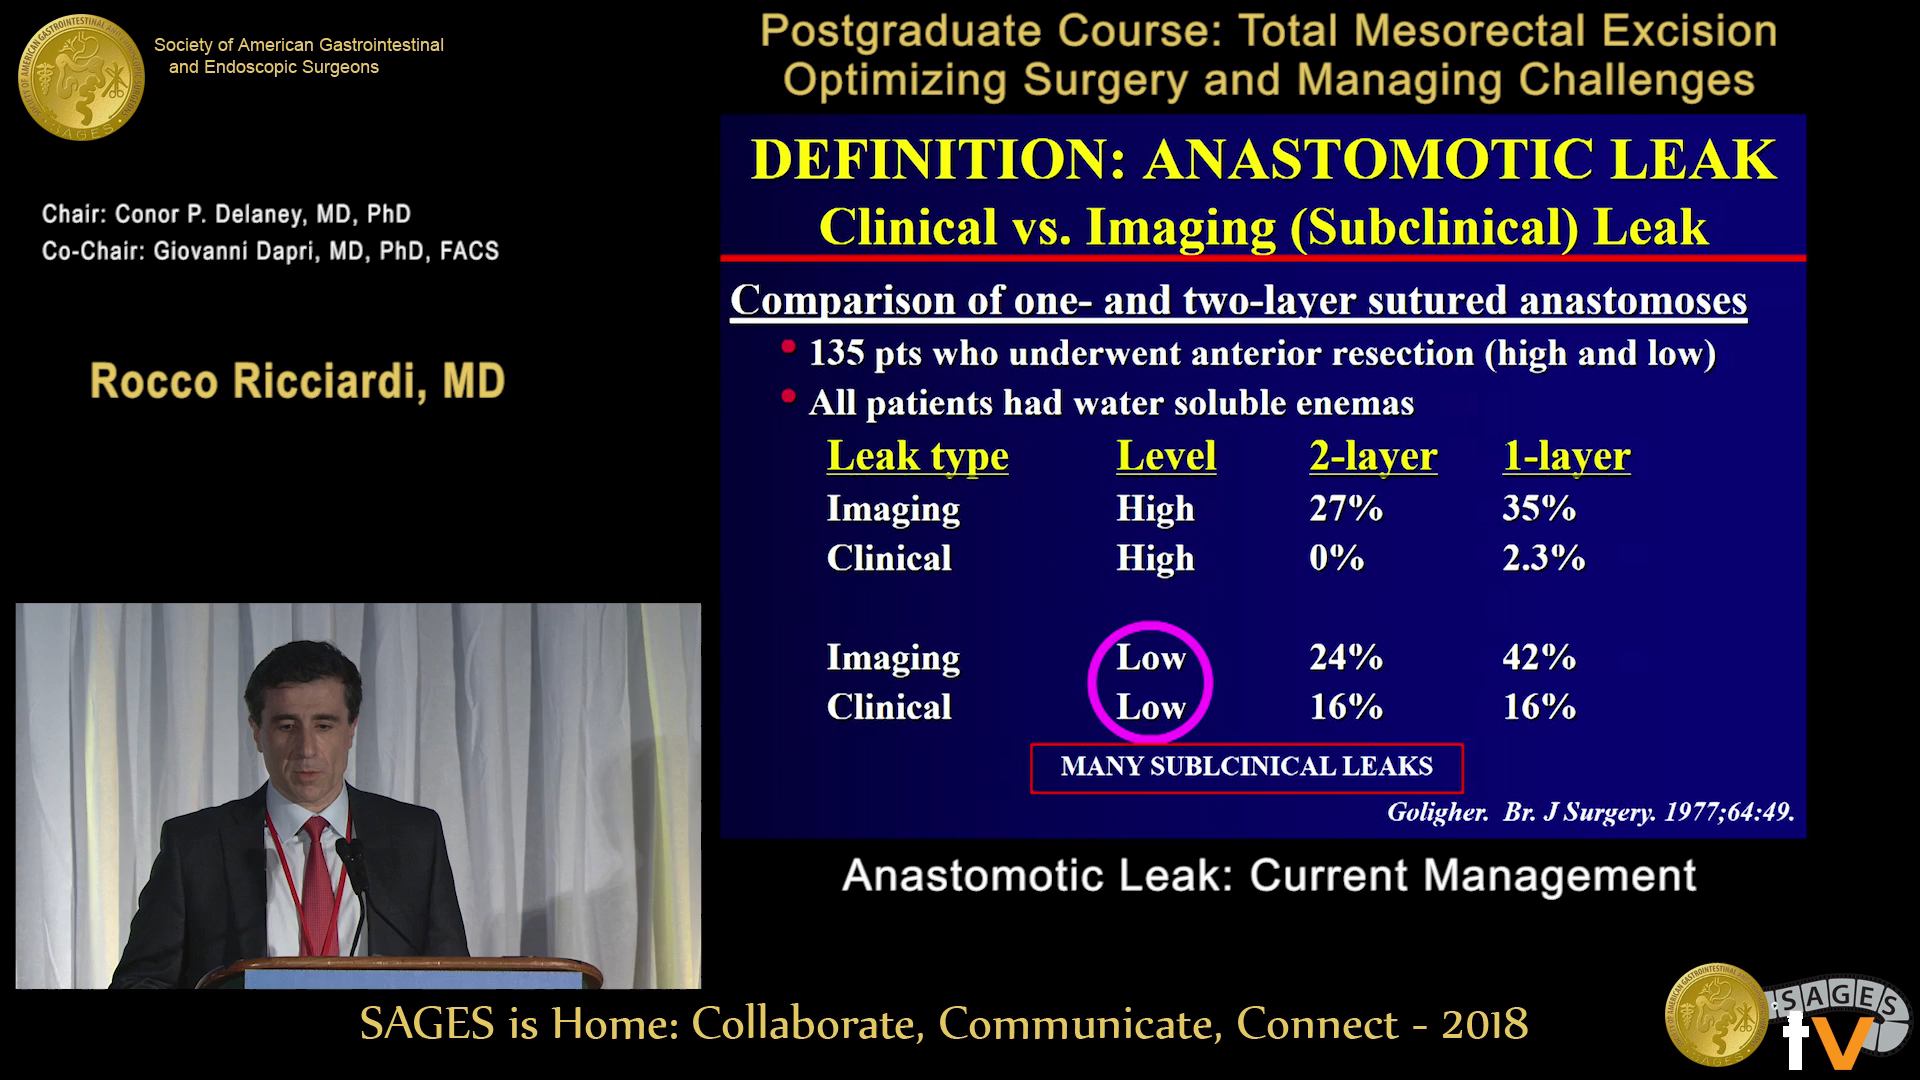 Society of American Gastrointestinal
and Endoscopic Surgeons
Postgraduate Course: Total Mesorectal Excision
Optimizing Surgery and Managing Challenges
Chair: Conor P. Delaney, MD, PhD
Co-Chair: Giovanni Dapri, MD, PhD, FACS
Rocco Ricciardi, MD
DEFINITION: ANASTOMOTIC LEAK
Clinical vs. Imaging (Subclinical) Leak
Comparison of one- and two-layer sutured anastomoses
• 135 pts who underwent anterior resection (high and low)
• All patients had water soluble enemas
Leak type Level 2-layer 1-layer
Imaging High 27% 35%
Clinical High 0% 2.3%
Imaging Low 24% 42%
Clinical Low 16% 16%
MANY SUBLCINICAL LEAKS
Goligher. Br. J Surgery. 1977;64:49.
Anastomotic Leak: Current Management
SAGES is Home: Collaborate, Communicate, Connect - 2018
SAGES
tv